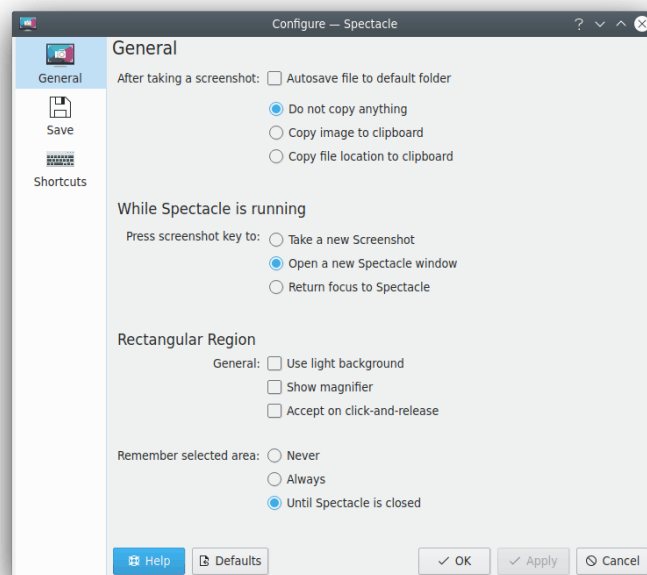 Configure — Spectacle
General
General
Save
Shortcuts
After taking a screenshot: Autosave file to default folder
Do not copy anything
Copy image to clipboard
Copy file location to clipboard
While Spectacle is running
Press screenshot key to: Take a new Screenshot
Open a new Spectacle window
Return focus to Spectacle
Rectangular Region
General: Use light background
Show magnifier
Accept on click-and-release
Remember selected area: Never
Always
Until Spectacle is closed
Help Defaults OK Apply Cancel